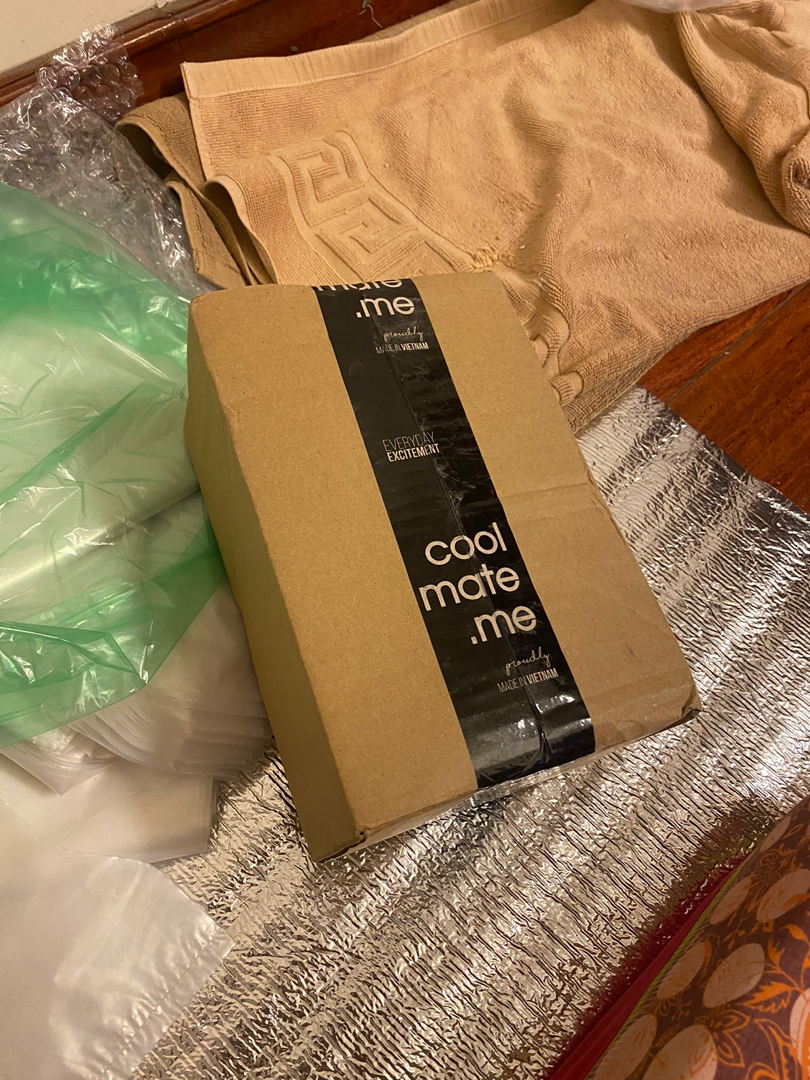 mate
.me
proudly
MADE IN VIETNAM
EVERYDAY
EXCITEMENT
cool
mate
.me
proudly
MADE IN VIETNAM